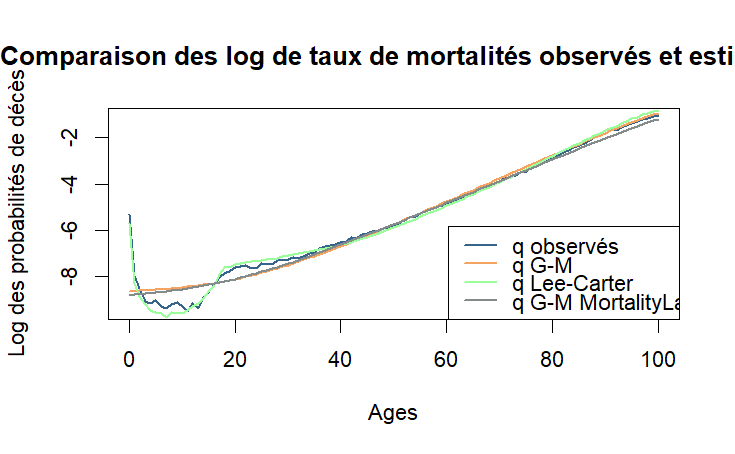 Comparaison des log de taux de mortalités observés et esti
Log des probabilités de décès
-2
-4
-6
-8
q observés
q G-M
q Lee-Carter
q G-M MortalityLa
0 20 40 60 80 100
Ages